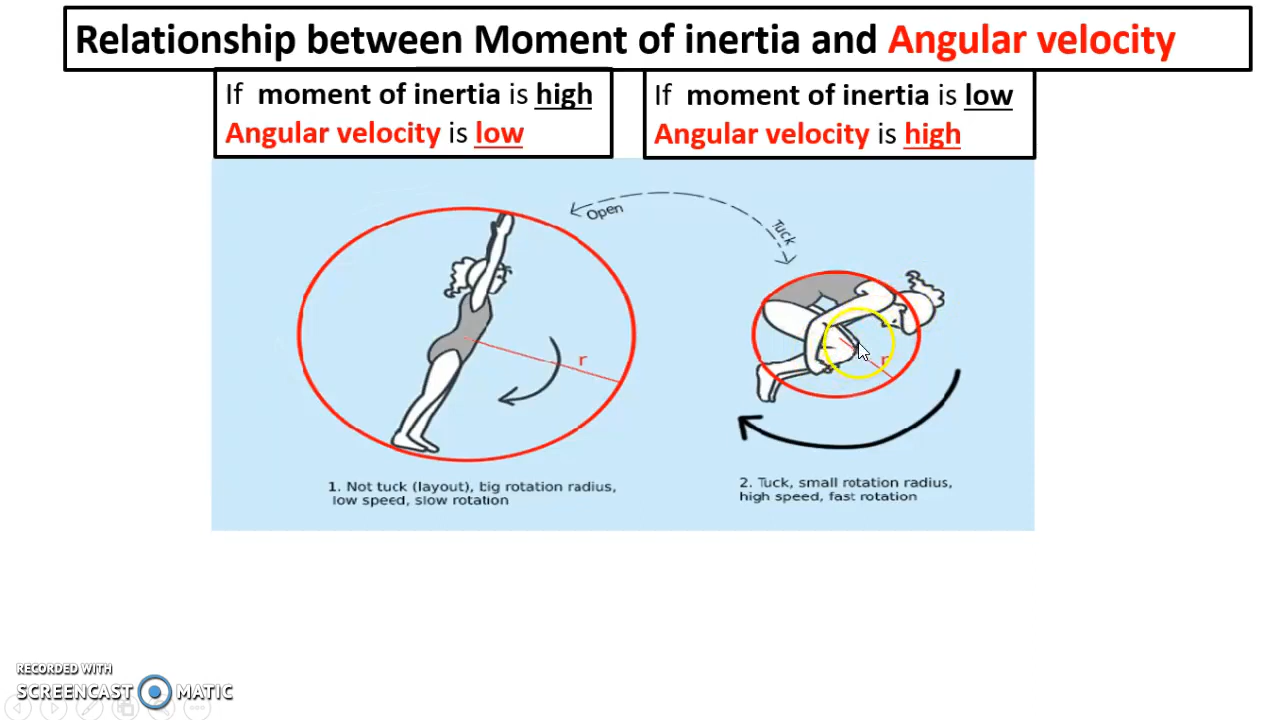 Relationship between Moment of inertia and Angular velocity
If moment of inertia is high
Angular velocity is low
If moment of inertia is low
Angular velocity is high
Open
Tuck
r
r
1. Not tuck (layout), big rotation radius,
low speed, slow rotation
2. Tuck, small rotation radius,
high speed, fast rotation
RECORDED WITH
SCREENCAST MATIC